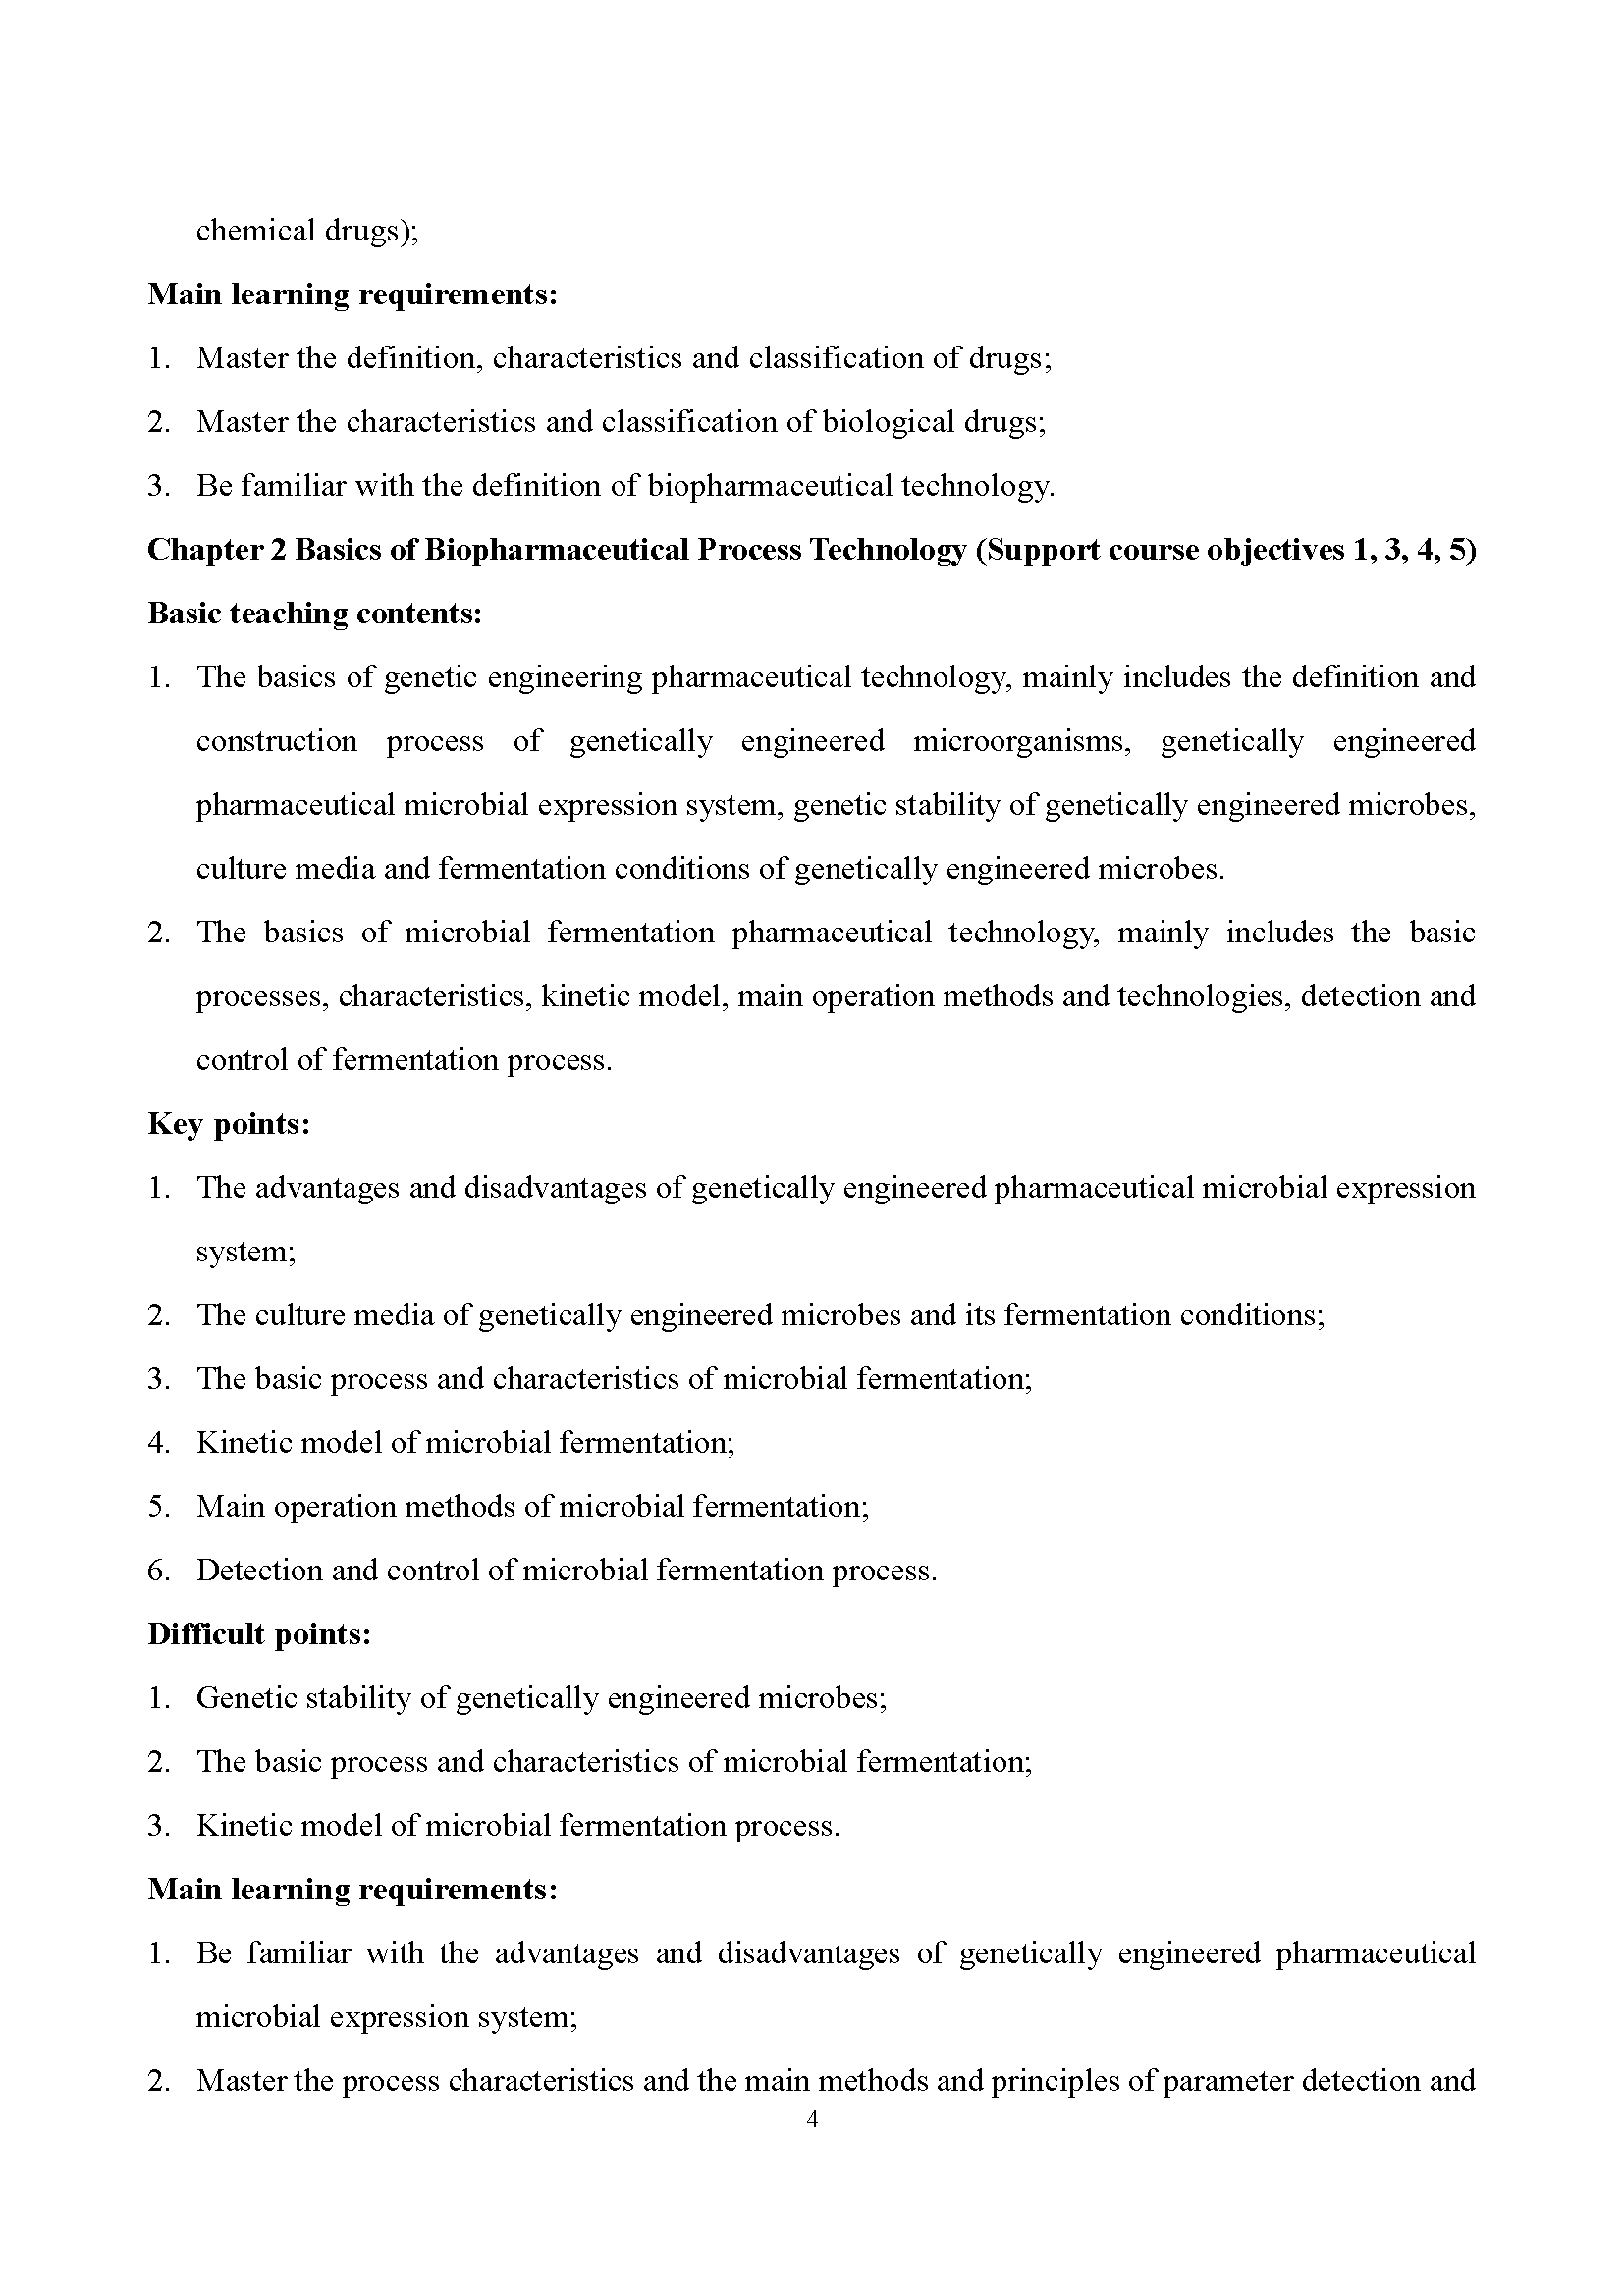 chemical drugs);
Main learning requirements:
1. Master the definition, characteristics and classification of drugs;
2. Master the characteristics and classification of biological drugs;
3. Be familiar with the definition of biopharmaceutical technology.
Chapter 2 Basics of Biopharmaceutical Process Technology (Support course objectives 1, 3, 4, 5)
Basic teaching contents:
1. The basics of genetic engineering pharmaceutical technology, mainly includes the definition and
construction process of genetically engineered microorganisms, genetically engineered
pharmaceutical microbial expression system, genetic stability of genetically engineered microbes,
culture media and fermentation conditions of genetically engineered microbes.
2. The basics of microbial fermentation pharmaceutical technology, mainly includes the basic
processes, characteristics, kinetic model, main operation methods and technologies, detection and
control of fermentation process.
Key points:
1. The advantages and disadvantages of genetically engineered pharmaceutical microbial expression
system;
2. The culture media of genetically engineered microbes and its fermentation conditions;
3. The basic process and characteristics of microbial fermentation;
4. Kinetic model of microbial fermentation;
5. Main operation methods of microbial fermentation;
6. Detection and control of microbial fermentation process.
Difficult points:
1. Genetic stability of genetically engineered microbes;
2. The basic process and characteristics of microbial fermentation;
3. Kinetic model of microbial fermentation process.
Main learning requirements:
1. Be familiar with the advantages and disadvantages of genetically engineered pharmaceutical
microbial expression system;
2. Master the process characteristics and the main methods and principles of parameter detection and
4